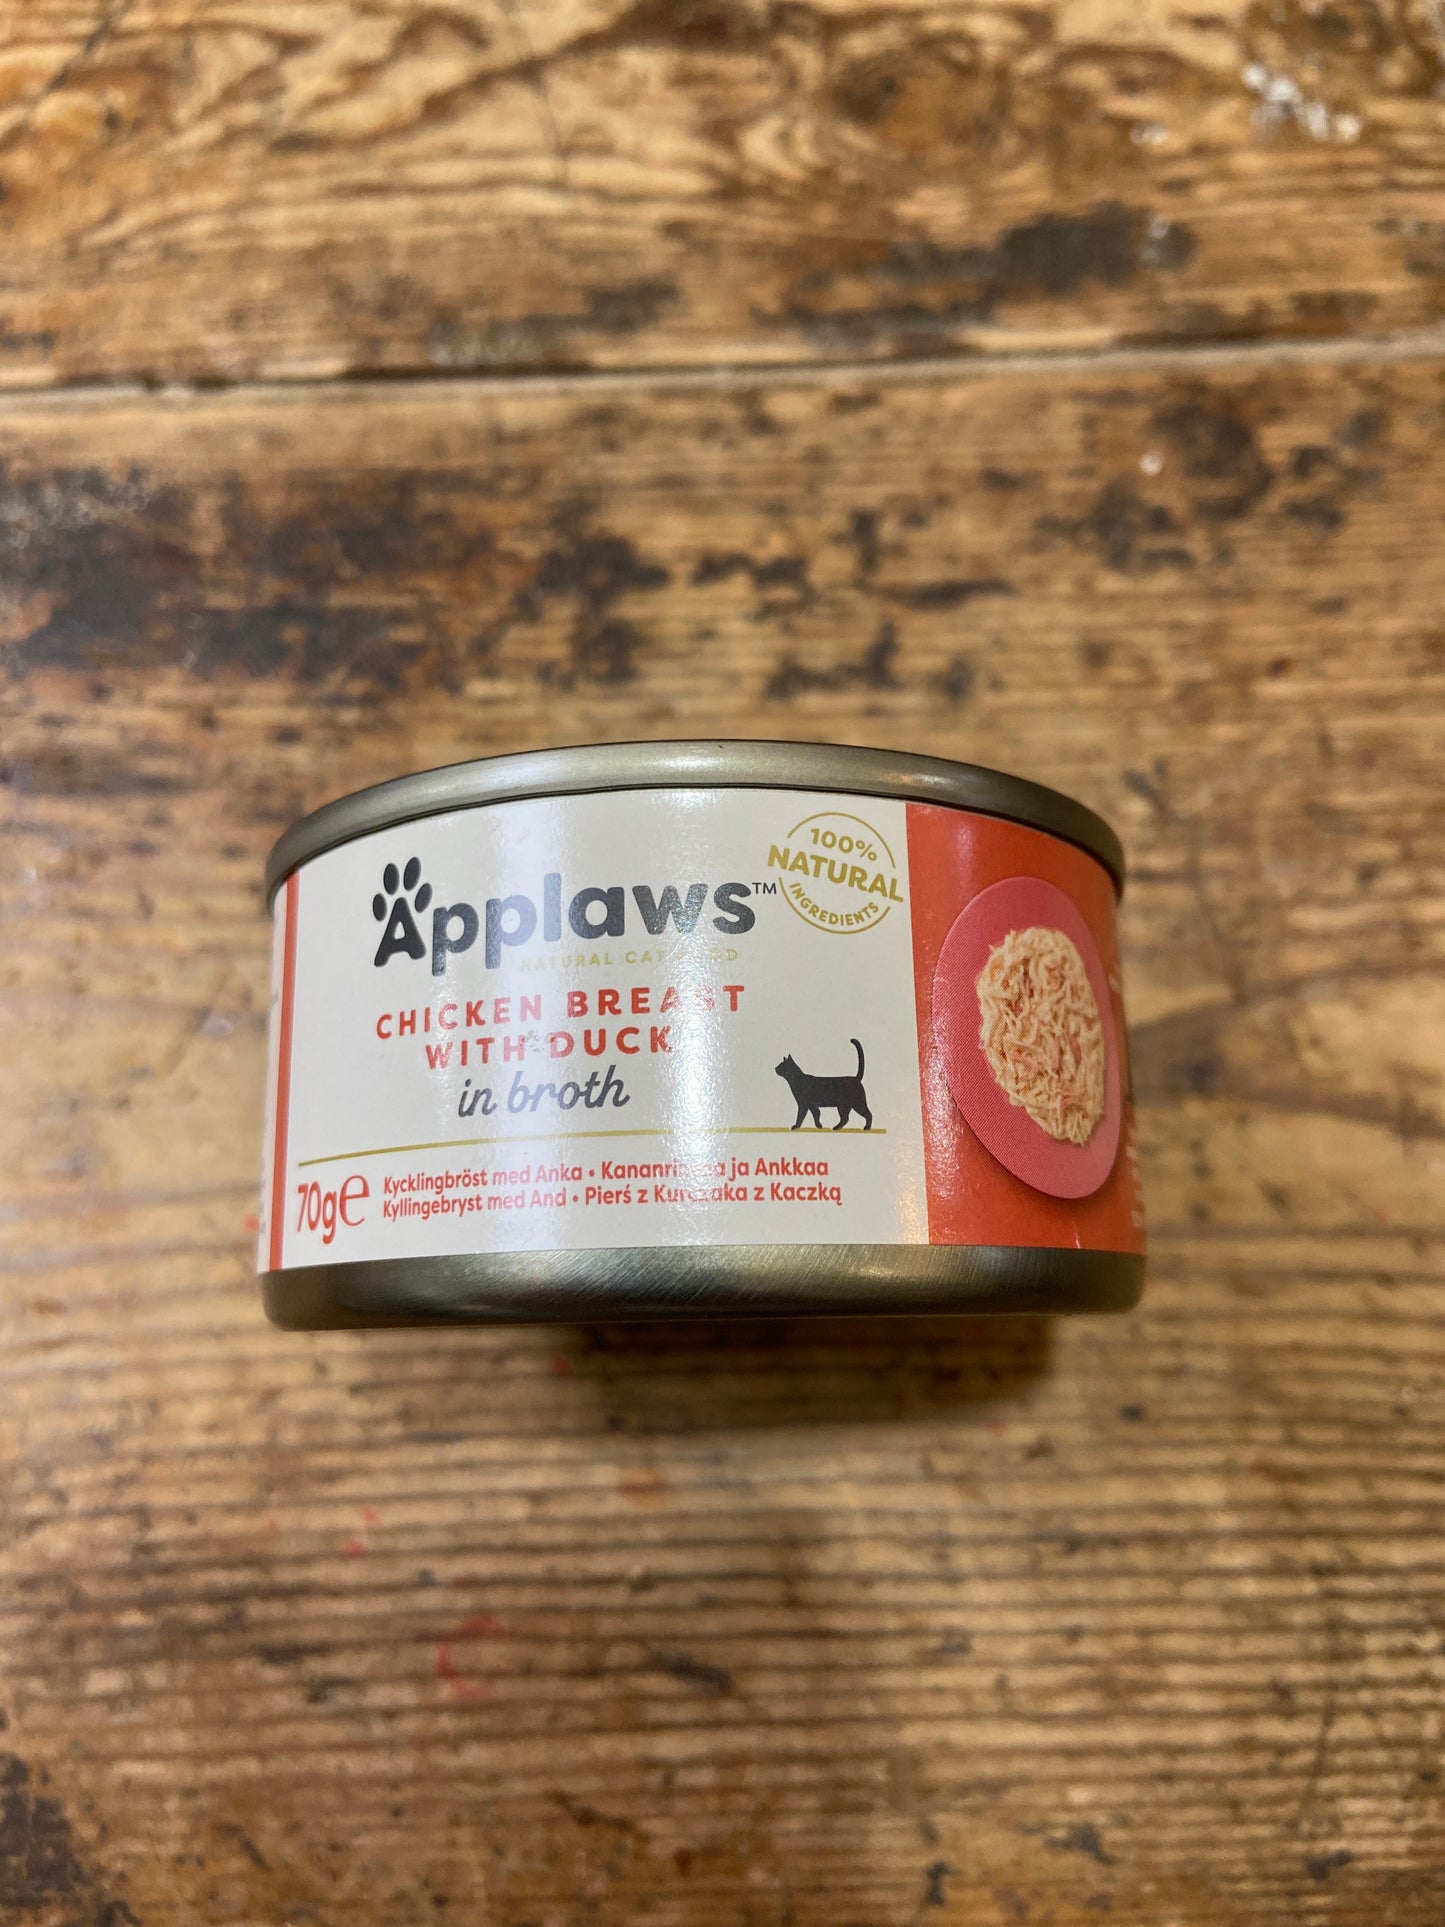 Applaws™
100%
NATURAL
INGREDIENTS
NATURAL CAT FOOD
CHICKEN BREAST
WITH DUCK
in broth
70g℮
Kycklingbröst med Anka • Kananrintaa ja Ankkaa
Kyllingebryst med And • Pierś z Kurczaka z Kaczką